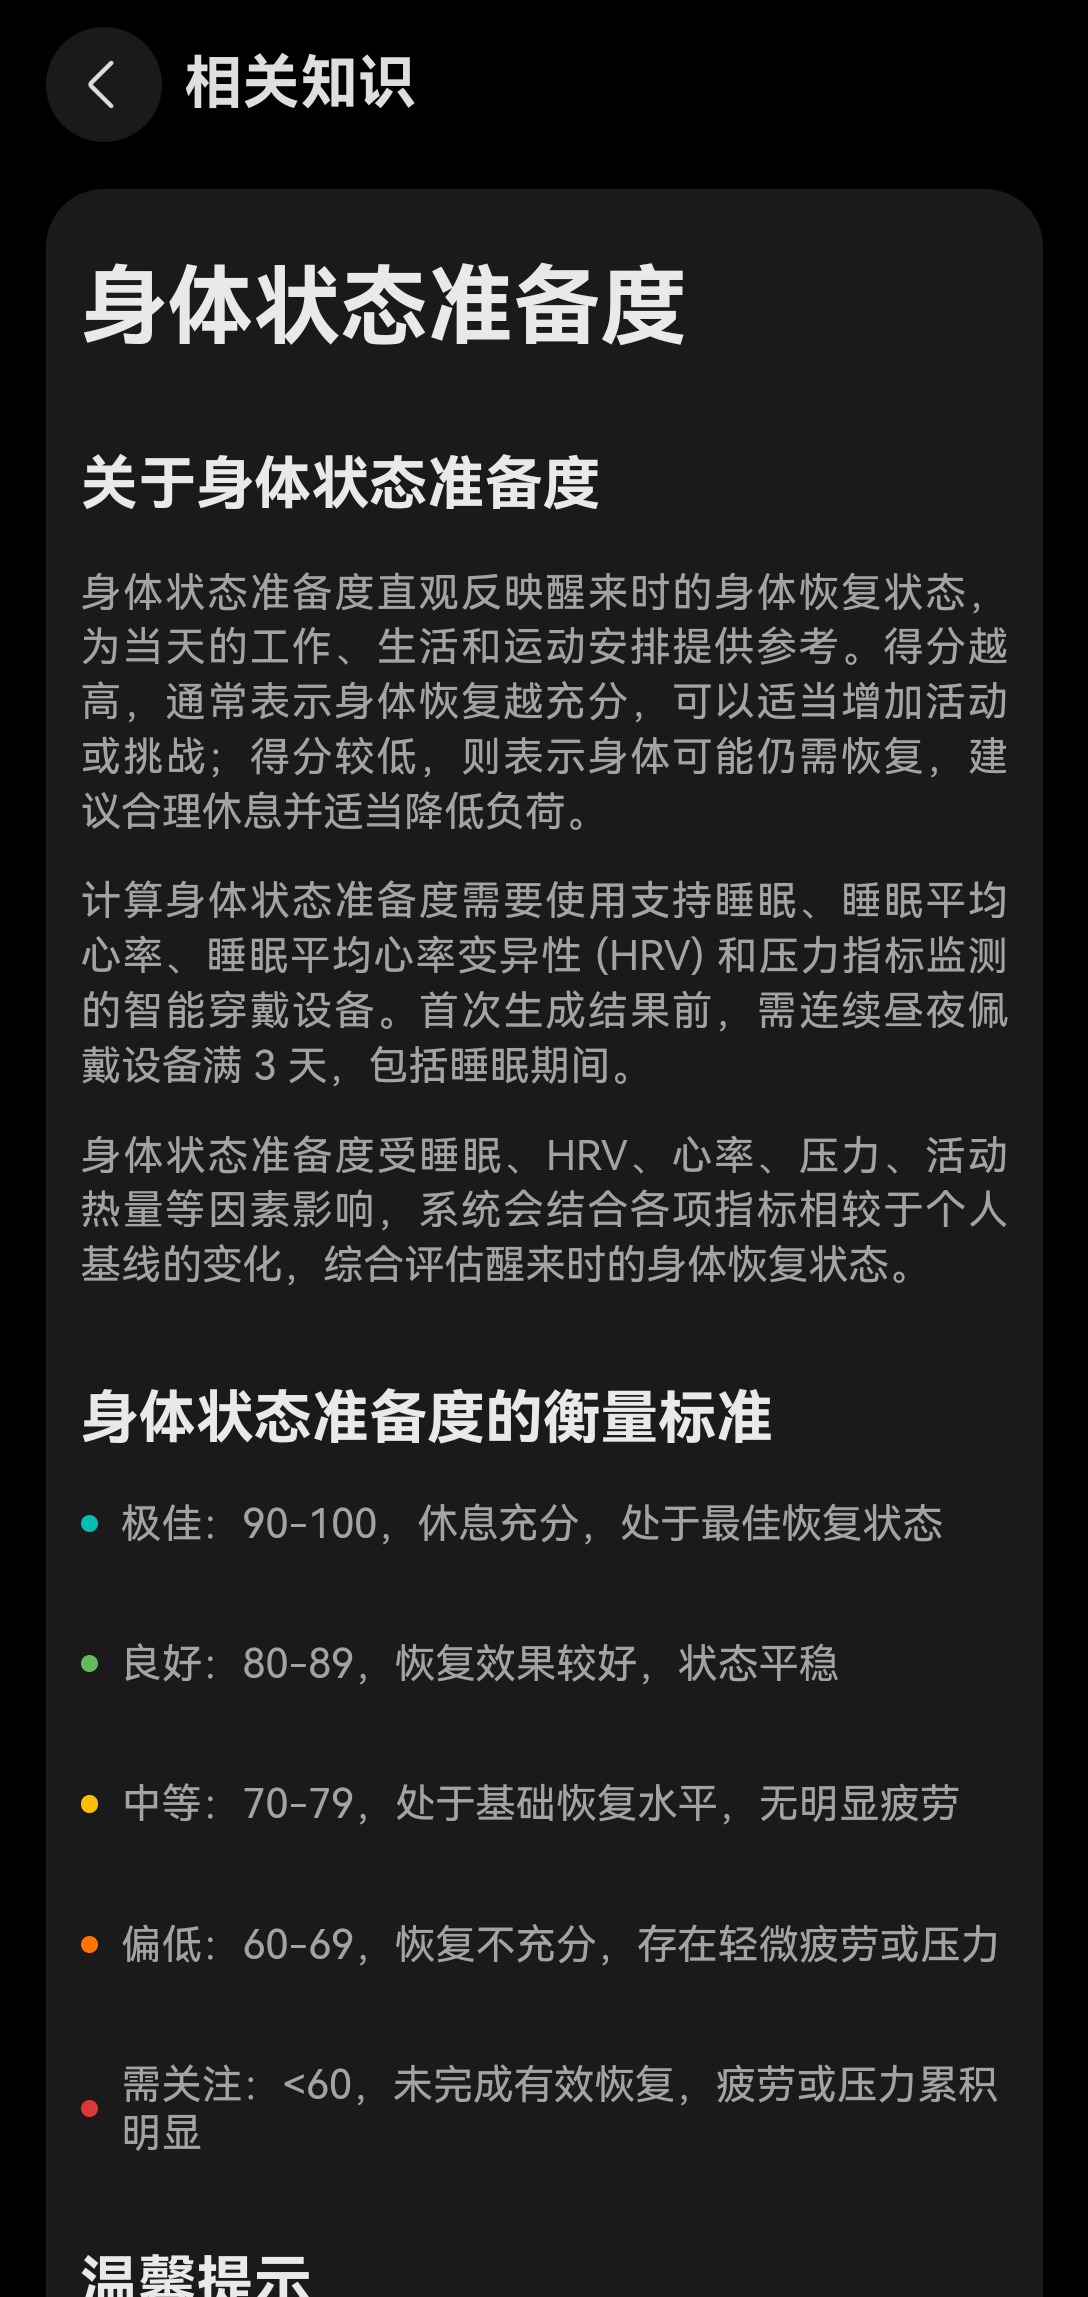 相关知识
身体状态准备度
关于身体状态准备度
身体状态准备度直观反映醒来时的身体恢复状态，
为当天的工作、生活和运动安排提供参考。得分越
高，通常表示身体恢复越充分，可以适当增加活动
或挑战；得分较低，则表示身体可能仍需恢复，建
议合理休息并适当降低负荷。
计算身体状态准备度需要使用支持睡眠、睡眠平均
心率、睡眠平均心率变异性 (HRV) 和压力指标监测
的智能穿戴设备。首次生成结果前，需连续昼夜佩
戴设备满 3 天，包括睡眠期间。
身体状态准备度受睡眠、HRV、心率、压力、活动
热量等因素影响，系统会结合各项指标相较于个人
基线的变化，综合评估醒来时的身体恢复状态。
身体状态准备度的衡量标准
极佳：90-100，休息充分，处于最佳恢复状态
良好：80-89，恢复效果较好，状态平稳
中等：70-79，处于基础恢复水平，无明显疲劳
偏低：60-69，恢复不充分，存在轻微疲劳或压力
需关注：<60，未完成有效恢复，疲劳或压力累积
明显
温馨提示